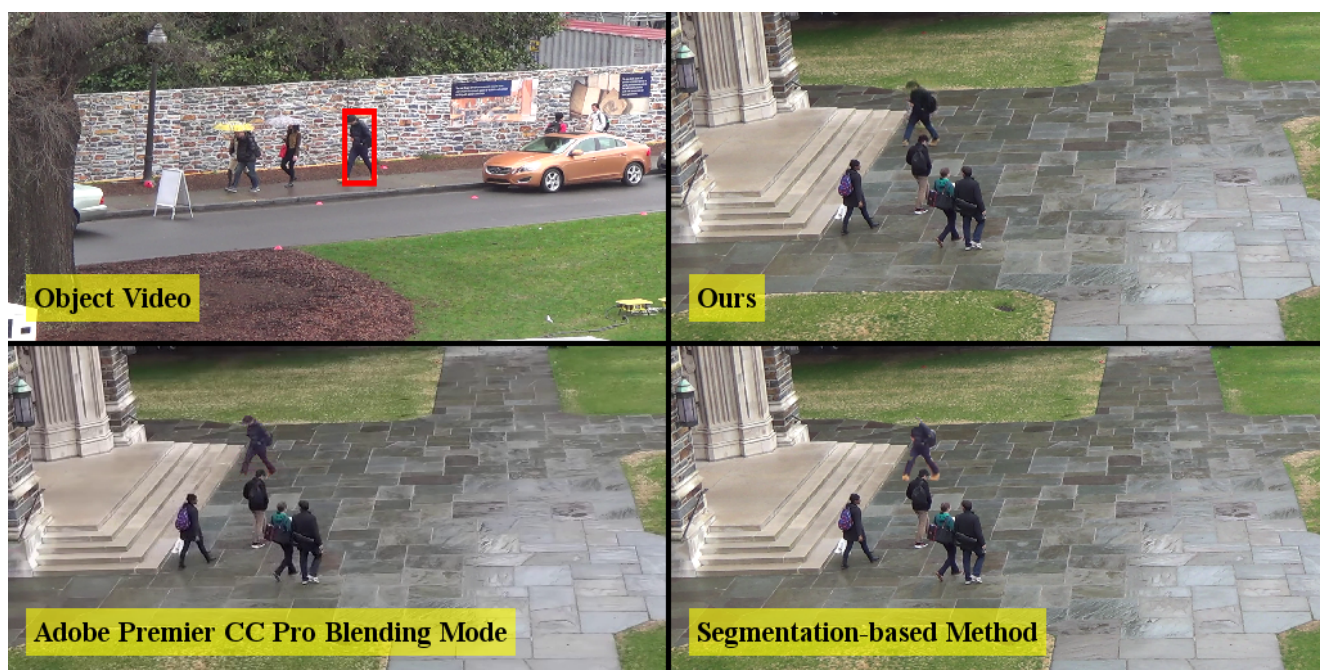 Object Video
Ours
Adobe Premier CC Pro Blending Mode
Segmentation-based Method